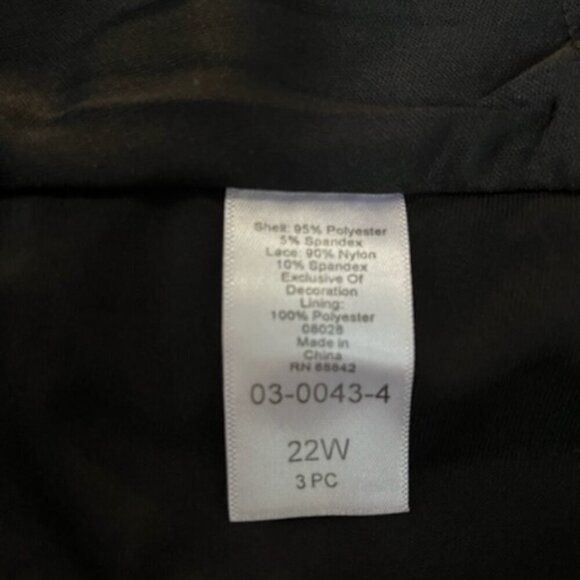 Shell: 95% Polyester
5% Spandex
Lace: 90% Nylon
10% Spandex
Exclusive Of
Decoration
Lining:
100% Polyester
08028
Made in
China
RN 85642
03-0043-4
22W
3 PC